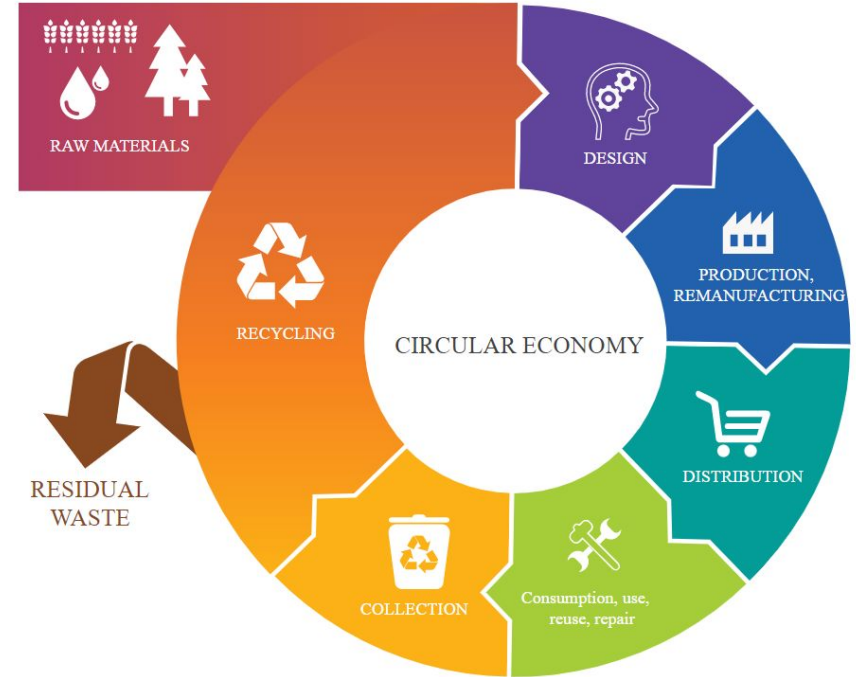 RAW MATERIALS
DESIGN
PRODUCTION,
REMANUFACTURING
RECYCLING
CIRCULAR ECONOMY
DISTRIBUTION
RESIDUAL
WASTE
Consumption, use,
reuse, repair
COLLECTION